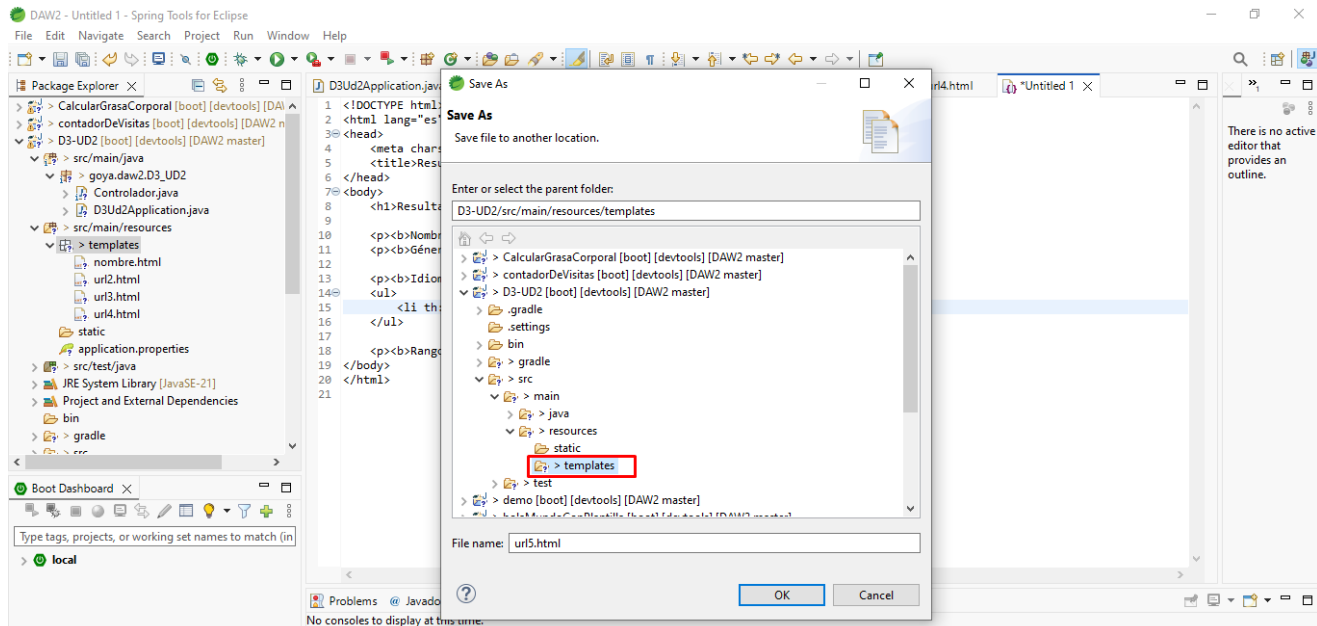 DAW2 - Untitled 1 - Spring Tools for Eclipse
File Edit Navigate Search Project Run Window Help
Package Explorer
> CalcularGrasaCorporal [boot] [devtools] [DA
> contadorDeVisitas [boot] [devtools] [DAW2 n
> D3-UD2 [boot] [devtools] [DAW2 master]
> src/main/java
> goya.daw2.D3_UD2
Controlador.java
> D3Ud2Application.java
> src/main/resources
> templates
nombre.html
url2.html
url3.html
url4.html
static
application.properties
> src/test/java
JRE System Library [JavaSE-21]
Project and External Dependencies
bin
> gradle
> src
Boot Dashboard
Type tags, projects, or working set names to match (in
local
D3Ud2Application.java
rl4.html
*Untitled 1
1 <!DOCTYPE html>
2 <html lang="es"
3 <head>
4 <meta chars
5 <title>Resu
6 </head>
7 <body>
8 <h1>Resulta
9
10 <p><b>Nombr
11 <p><b>Géner
12
13 <p><b>Idiom
14 <ul>
15 <li th:
16 </ul>
17
18 <p><b>Rango
19 </body>
20 </html>
21
Save As
Save As
Save file to another location.
Enter or select the parent folder:
D3-UD2/src/main/resources/templates
> CalcularGrasaCorporal [boot] [devtools] [DAW2 master]
> contadorDeVisitas [boot] [devtools] [DAW2 master]
> D3-UD2 [boot] [devtools] [DAW2 master]
.gradle
.settings
bin
> gradle
> src
> main
> java
> resources
static
> templates
> test
> demo [boot] [devtools] [DAW2 master]
> holaMundoConPlantilla [boot] [devtools] [DAW2 master]
File name: url5.html
OK
Cancel
Problems @ Javado
No consoles to display at this time.
»1
There is no active
editor that
provides an
outline.